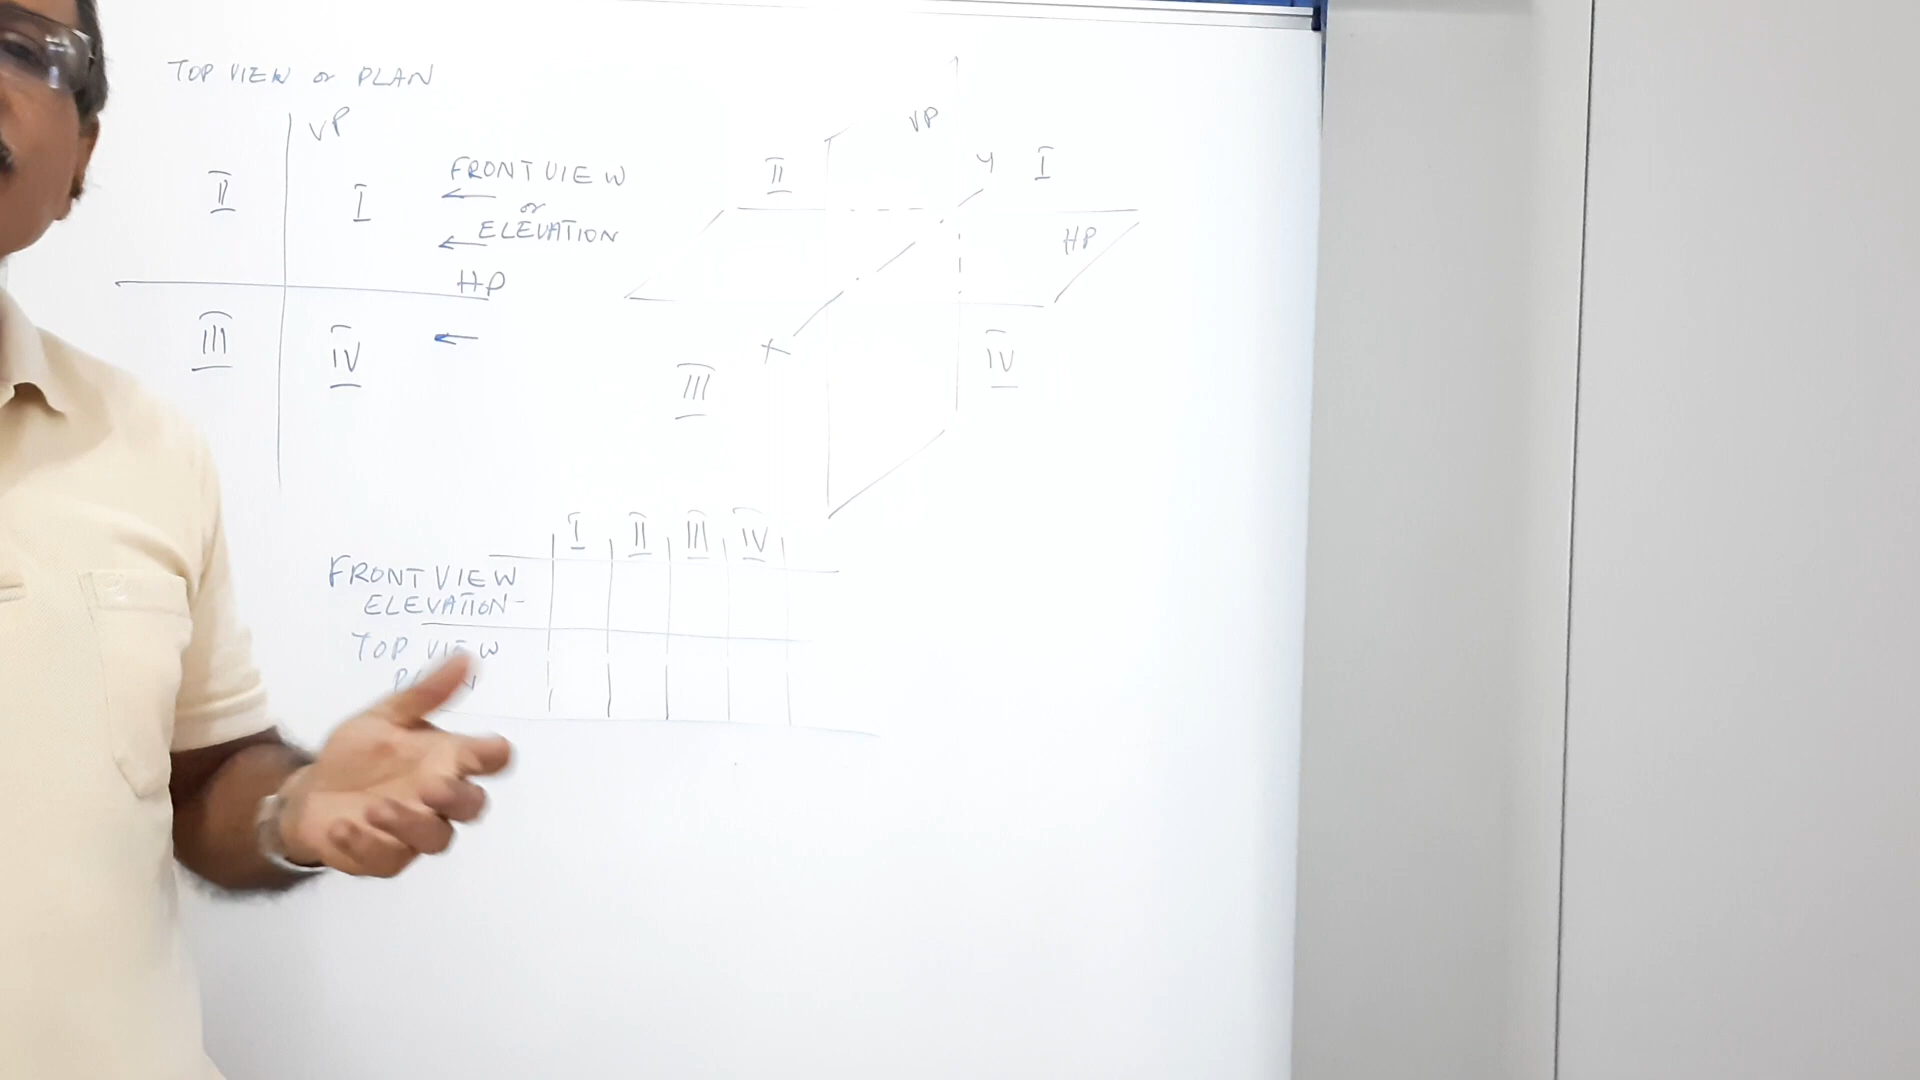 TOP VIEW or PLAN
VP
II
I
FRONT VIEW
or
ELEVATION
HP
III
IV
VP
II
Y
I
HP
X
III
IV
I II III IV
FRONT VIEW
ELEVATION-
TOP VIEW